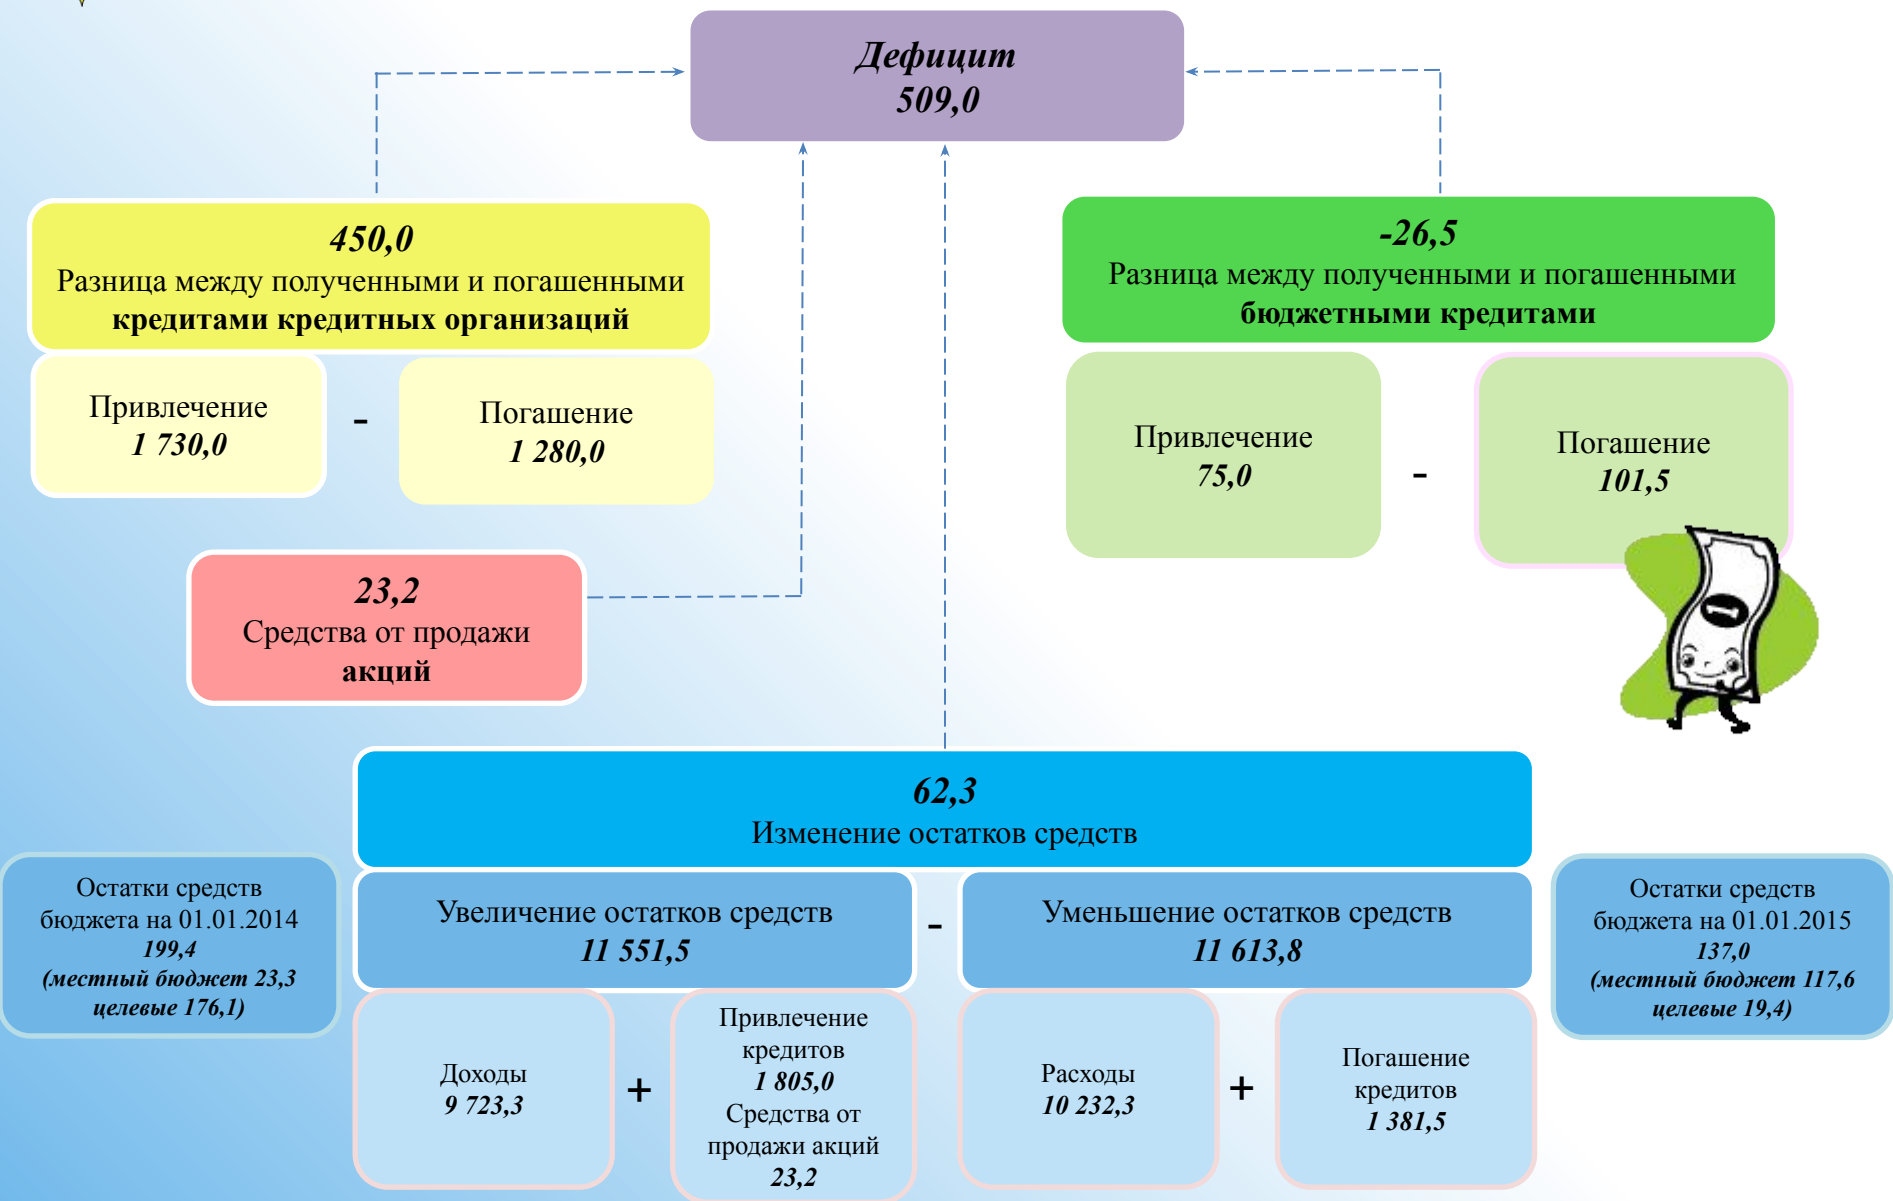 Дефицит
509,0
450,0
Разница между полученными и погашенными
кредитами кредитных организаций
-26,5
Разница между полученными и погашенными
бюджетными кредитами
Привлечение
1 730,0
-
Погашение
1 280,0
Привлечение
75,0
-
Погашение
101,5
1
23,2
Средства от продажи
акций
62,3
Изменение остатков средств
Остатки средств
бюджета на 01.01.2014
199,4
(местный бюджет 23,3
целевые 176,1)
Увеличение остатков средств
11 551,5
-
Уменьшение остатков средств
11 613,8
Остатки средств
бюджета на 01.01.2015
137,0
(местный бюджет 117,6
целевые 19,4)
Доходы
9 723,3
+
Привлечение
кредитов
1 805,0
Средства от
продажи акций
23,2
Расходы
10 232,3
+
Погашение
кредитов
1 381,5